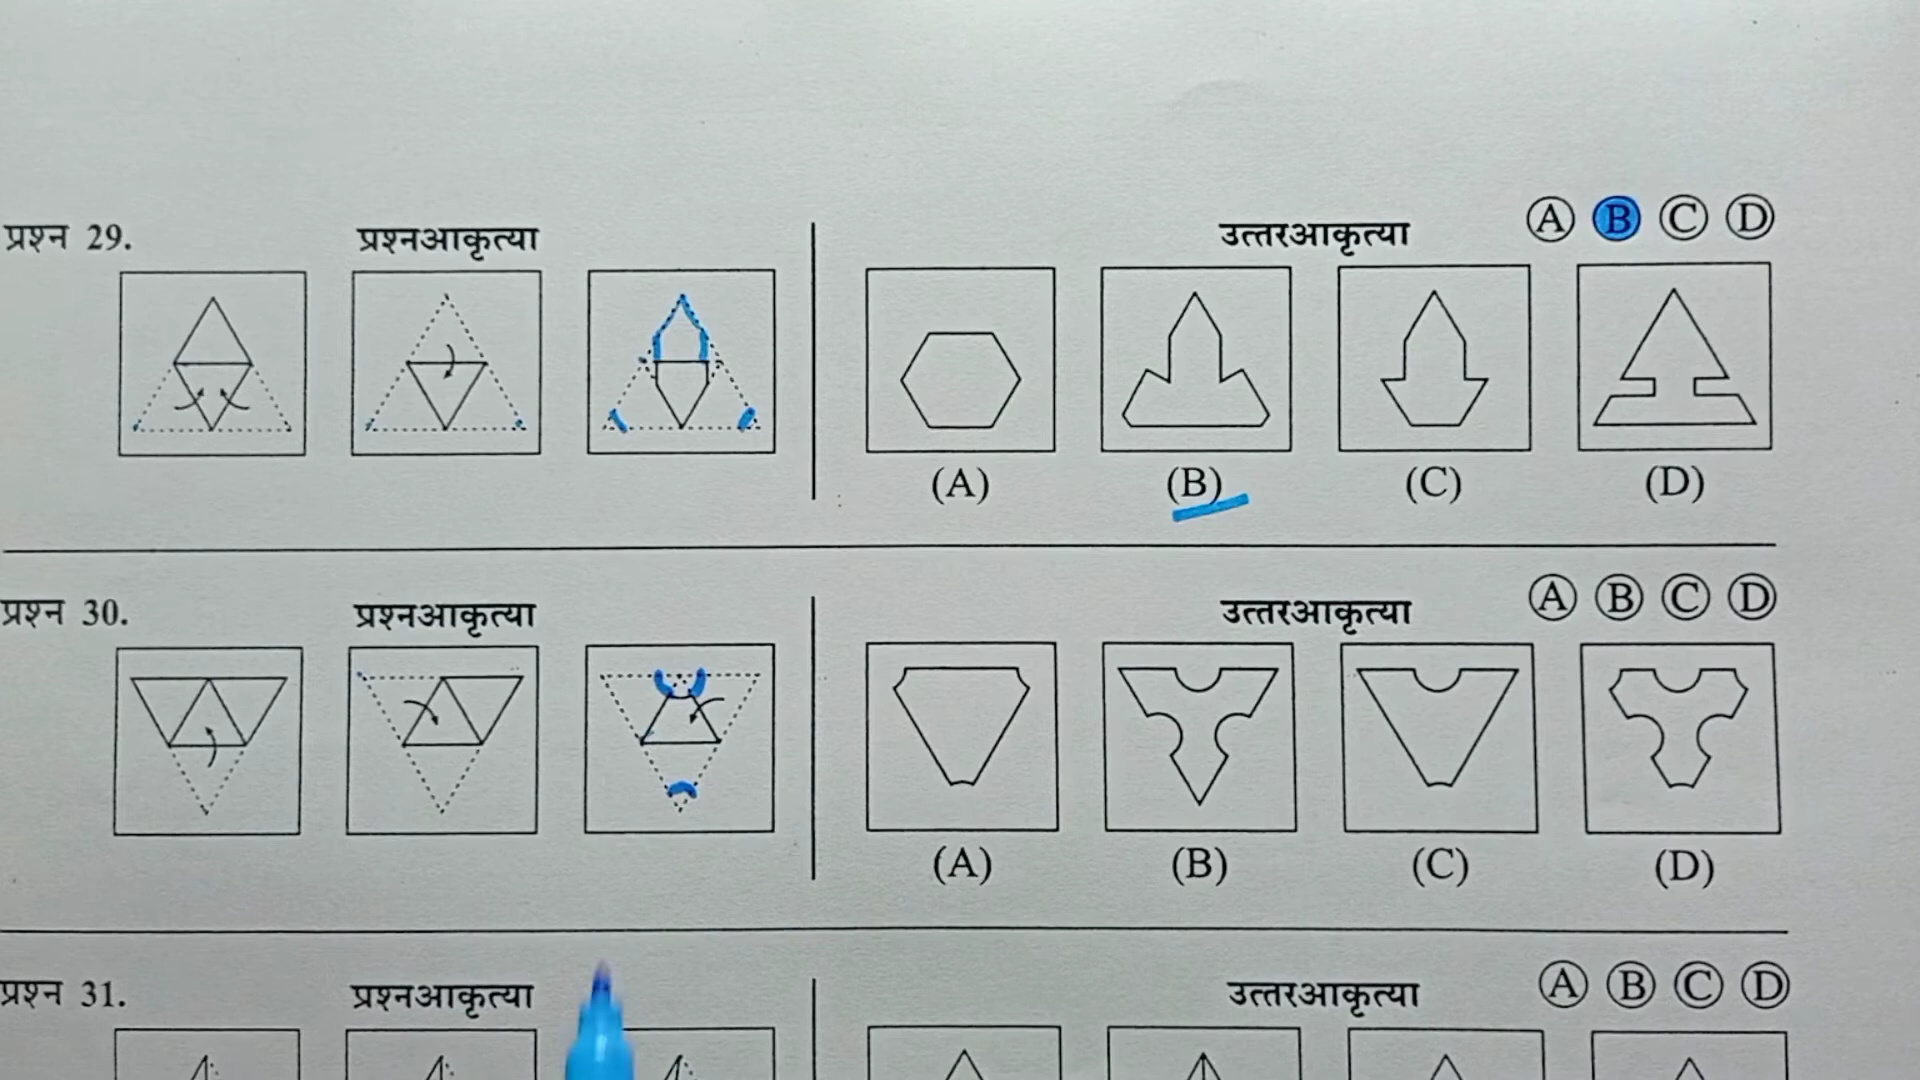 प्रश्न 29. प्रश्नआकृत्या उत्तरआकृत्या A B C D
(A) (B) (C) (D)
प्रश्न 30. प्रश्नआकृत्या उत्तरआकृत्या A B C D
(A) (B) (C) (D)
प्रश्न 31. प्रश्नआकृत्या उत्तरआकृत्या A B C D